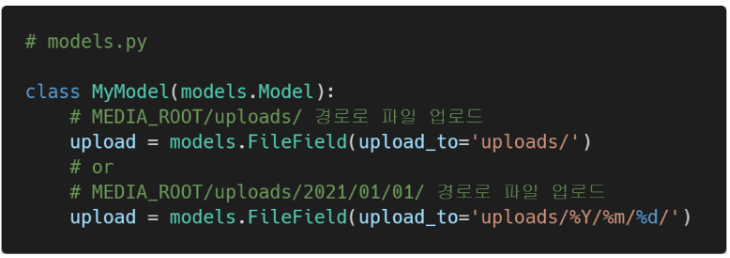 # models.py
class MyModel(models.Model):
# MEDIA_ROOT/uploads/ 경로로 파일 업로드
upload = models.FileField(upload_to='uploads/')
# or
# MEDIA_ROOT/uploads/2021/01/01/ 경로로 파일 업로드
upload = models.FileField(upload_to='uploads/%Y/%m/%d/')